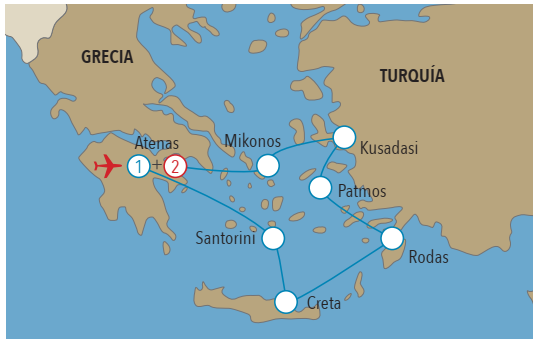 GRECIA
TURQUÍA
Atenas
1 + 2
Mikonos
Kusadasi
Patmos
Santorini
Rodas
Creta